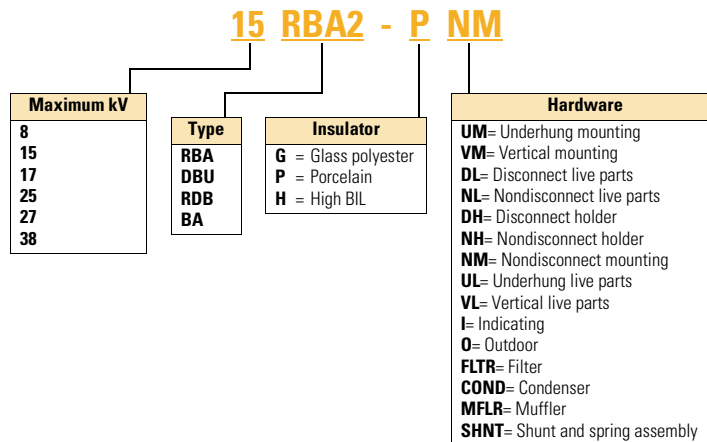 15 RBA2 - P NM
Maximum kV
8
15
17
25
27
38
Type
RBA
DBU
RDB
BA
Insulator
G = Glass polyester
P = Porcelain
H = High BIL
Hardware
UM= Underhung mounting
VM= Vertical mounting
DL= Disconnect live parts
NL= Nondisconnect live parts
DH= Disconnect holder
NH= Nondisconnect holder
NM= Nondisconnect mounting
UL= Underhung live parts
VL= Vertical live parts
I= Indicating
O= Outdoor
FLTR= Filter
COND= Condenser
MFLR= Muffler
SHNT= Shunt and spring assembly